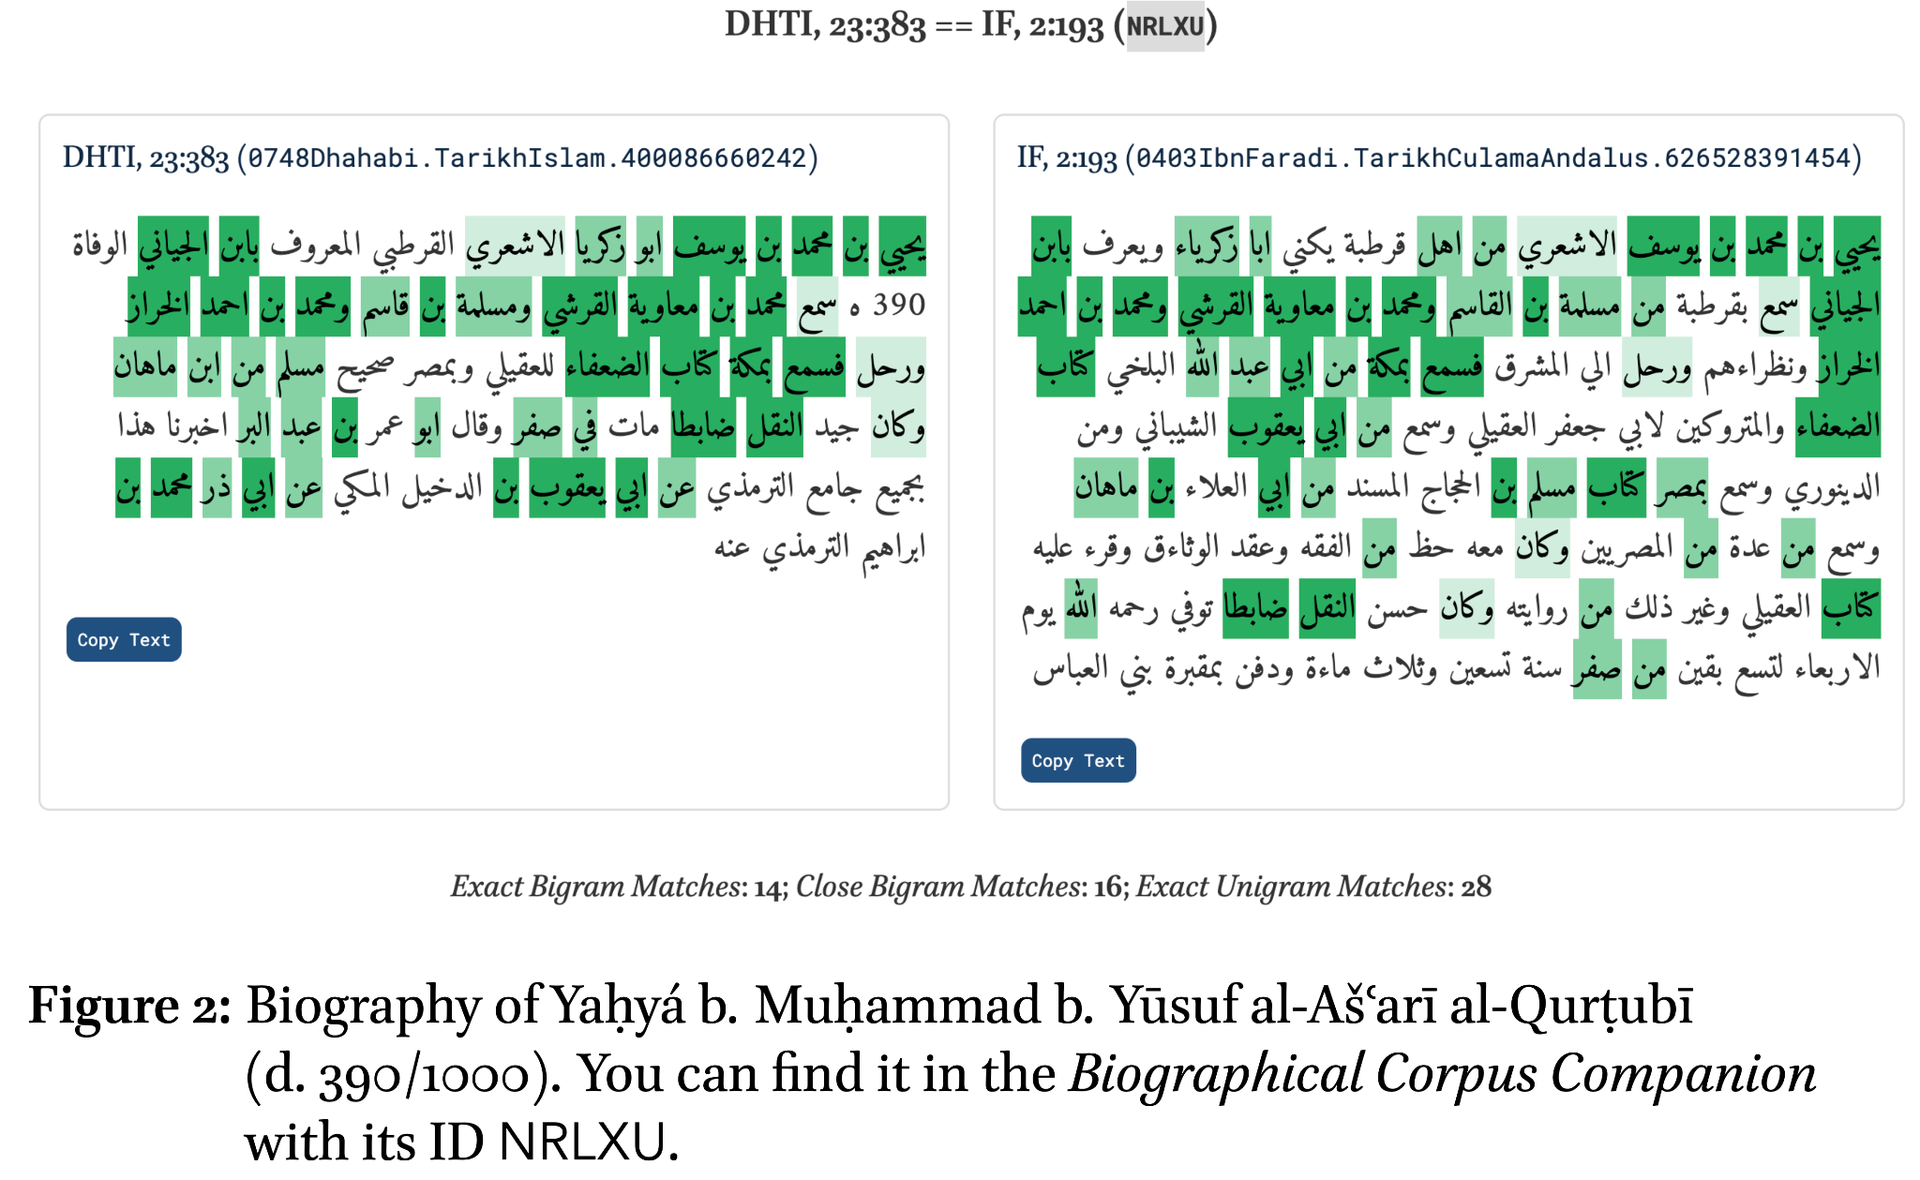 DHTI, 23:383 == IF, 2:193 (NRLXU)
DHTI, 23:383 (0748Dhahabi.TarikhIslam.400086660242)
يحيي بن محمد بن يوسف ابو زكريا الاشعري القرطبي المعروف بابن الجياني الوفاة
390 ه سمع محمد بن معاوية القرشي ومسلمة بن قاسم ومحمد بن احمد الخراز
ورحل فسمع بمكة كتاب الضعفاء للعقيلي وبمصر صحيح مسلم من ابن ماهان
وكان جيد النقل ضابطا مات في صفر وقال ابو عمر بن عبد البر اخبرنا هذا
بجميع جامع الترمذي عن ابي يعقوب بن الدخيل المكي عن ابي ذر محمد بن
ابراهيم الترمذي عنه
Copy Text
IF, 2:193 (0403IbnFaradi.TarikhCulamaAndalus.626528391454)
يحيي بن محمد بن يوسف الاشعري من اهل قرطبة يكني ابا زكرياء ويعرف بابن
الجياني سمع بقرطبة من مسلمة بن القاسم ومحمد بن معاوية القرشي ومحمد بن احمد
الخراز ونظراءهم ورحل الي المشرق فسمع بمكة من ابي عبد الله البلخي كتاب
الضعفاء والمتروكين لابي جعفر العقيلي وسمع من ابي يعقوب الشيباني ومن
الدينوري وسمع بمصر كتاب مسلم بن الحجاج المسند من ابي العلاء بن ماهان
وسمع من عدة من المصريين وكان معه حظ من الفقه وعقد الوثاءق وقرء عليه
كتاب العقيلي وغير ذلك من روايته وكان حسن النقل ضابطا توفي رحمه الله يوم
الاربعاء لتسع بقين من صفر سنة تسعين وثلاث ماءة ودفن بمقبرة بني العباس
Copy Text
Exact Bigram Matches: 14; Close Bigram Matches: 16; Exact Unigram Matches: 28
Figure 2: Biography of Yaḥyá b. Muḥammad b. Yūsuf al-Ašʿarī al-Qurṭubī
(d. 390/1000). You can find it in the Biographical Corpus Companion
with its ID NRLXU.